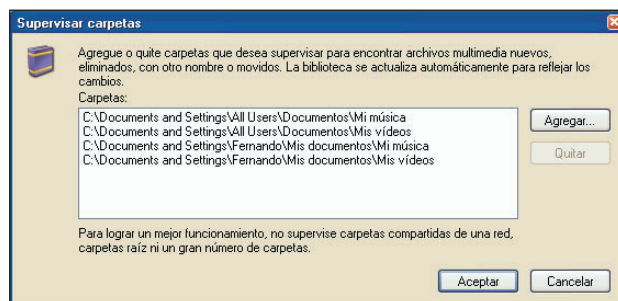 Supervisar carpetas
Agregue o quite carpetas que desea supervisar para encontrar archivos multimedia nuevos,
eliminados, con otro nombre o movidos. La biblioteca se actualiza automáticamente para reflejar los
cambios.
Carpetas:
C:\Documents and Settings\All Users\Documentos\Mi música
C:\Documents and Settings\All Users\Documentos\Mis vídeos
C:\Documents and Settings\Fernando\Mis documentos\Mi música
C:\Documents and Settings\Fernando\Mis documentos\Mis vídeos
Agregar...
Quitar
Para lograr un mejor funcionamiento, no supervise carpetas compartidas de una red,
carpetas raíz ni un gran número de carpetas.
Aceptar
Cancelar